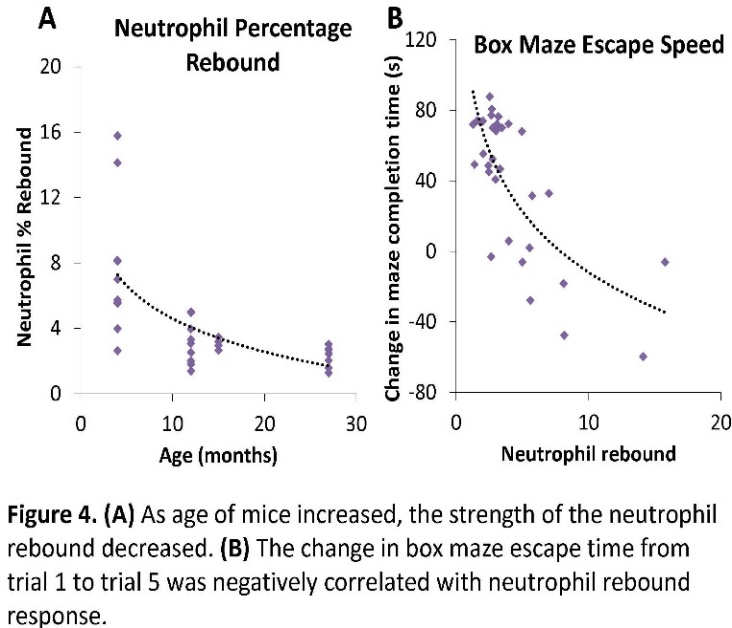 A
Neutrophil Percentage
Rebound
20
16
12
8
4
0
Neutrophil % Rebound
0 10 20 30
Age (months)
B
Box Maze Escape Speed
120
80
40
0
-40
-80
Change in maze completion time (s)
0 10 20
Neutrophil rebound
Figure 4. (A) As age of mice increased, the strength of the neutrophil
rebound decreased. (B) The change in box maze escape time from
trial 1 to trial 5 was negatively correlated with neutrophil rebound
response.